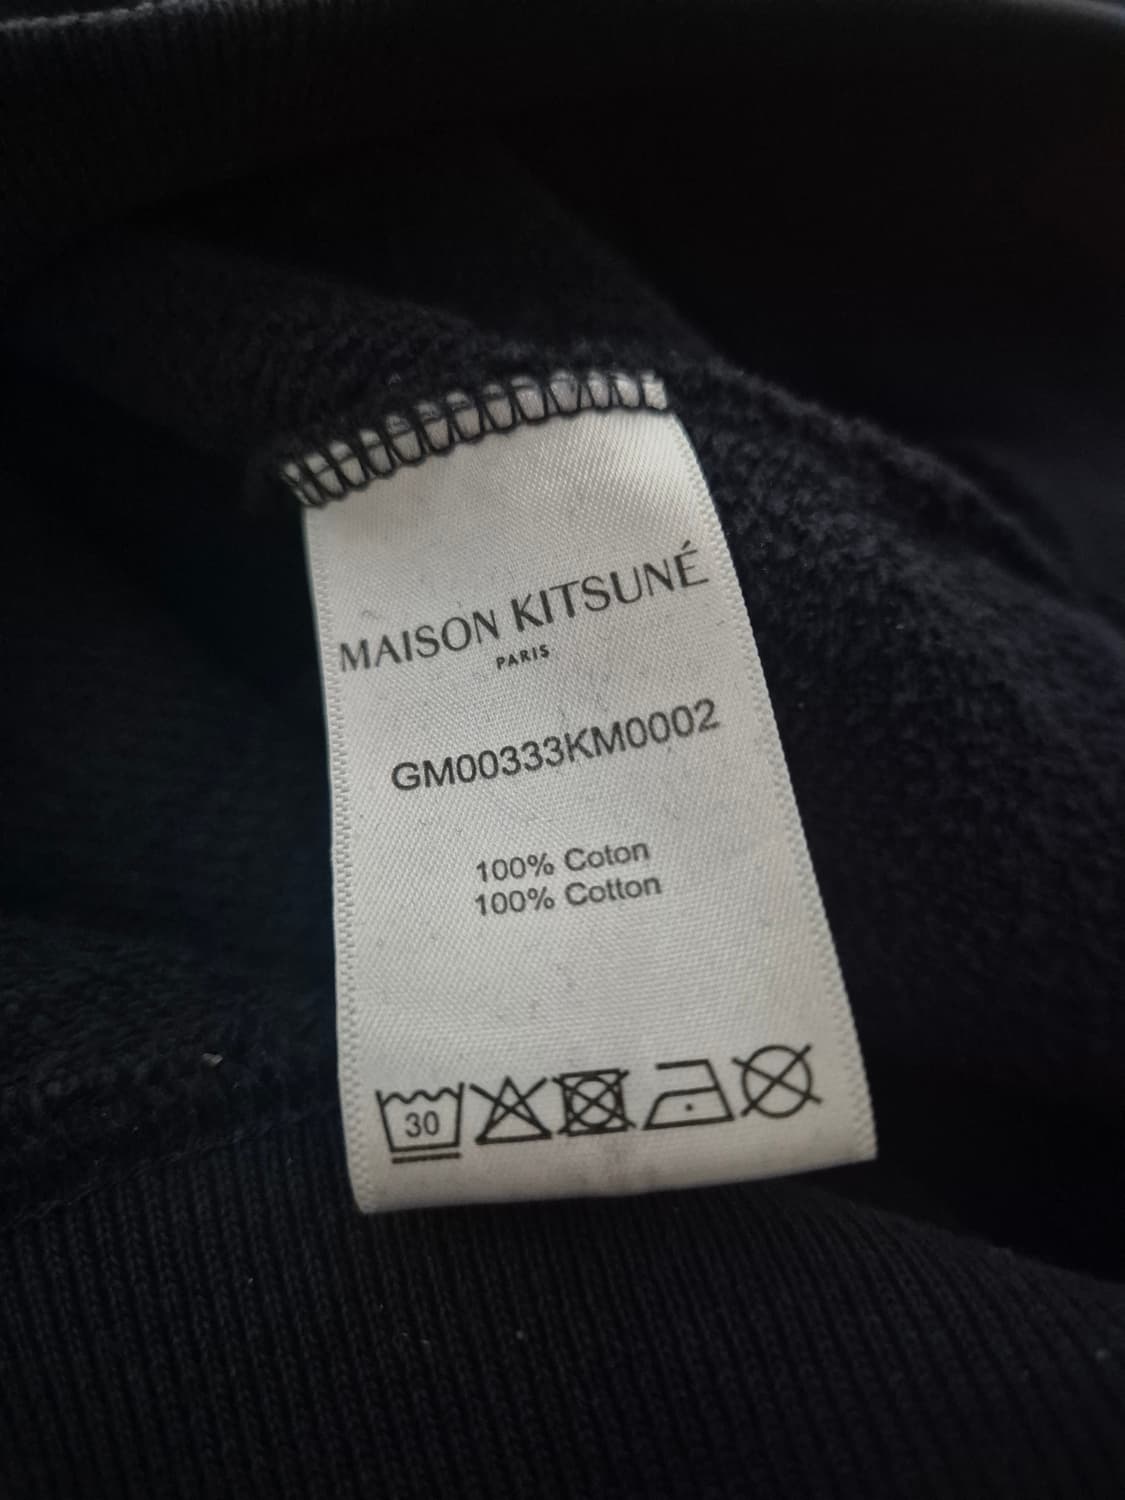 MAISON KITSUNÉ
PARIS
GM00333KM0002
100% Coton
100% Cotton
30